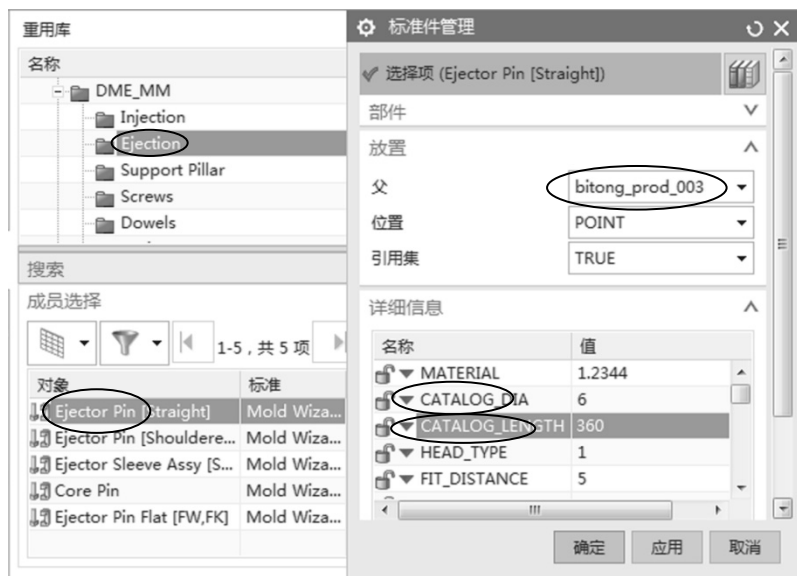 重用库
名称
DME_MM
Injection
Ejection
Support Pillar
Screws
Dowels
搜索
成员选择
1-5，共 5 项
对象 标准
Ejector Pin [Straight] Mold Wiza...
Ejector Pin [Shouldere... Mold Wiza...
Ejector Sleeve Assy [S... Mold Wiza...
Core Pin Mold Wiza...
Ejector Pin Flat [FW,FK] Mold Wiza...
标准件管理
选择项 (Ejector Pin [Straight])
部件
放置
父 bitong_prod_003
位置 POINT
引用集 TRUE
详细信息
名称 值
MATERIAL 1.2344
CATALOG_DIA 6
CATALOG_LENGTH 360
HEAD_TYPE 1
FIT_DISTANCE 5
确定 应用 取消